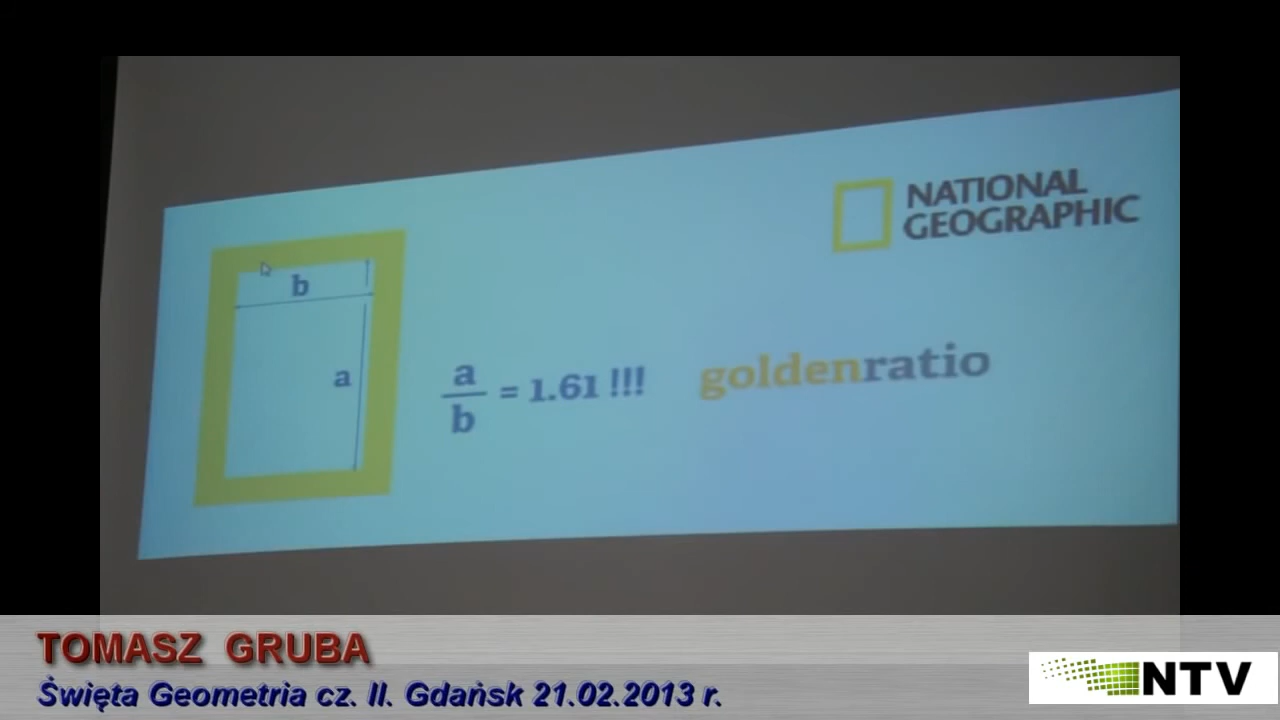 NATIONAL
GEOGRAPHIC
b
a
a
b
= 1.61 !!!
goldenratio
TOMASZ GRUBA
Święta Geometria cz. II. Gdańsk 21.02.2013 r.
NTV